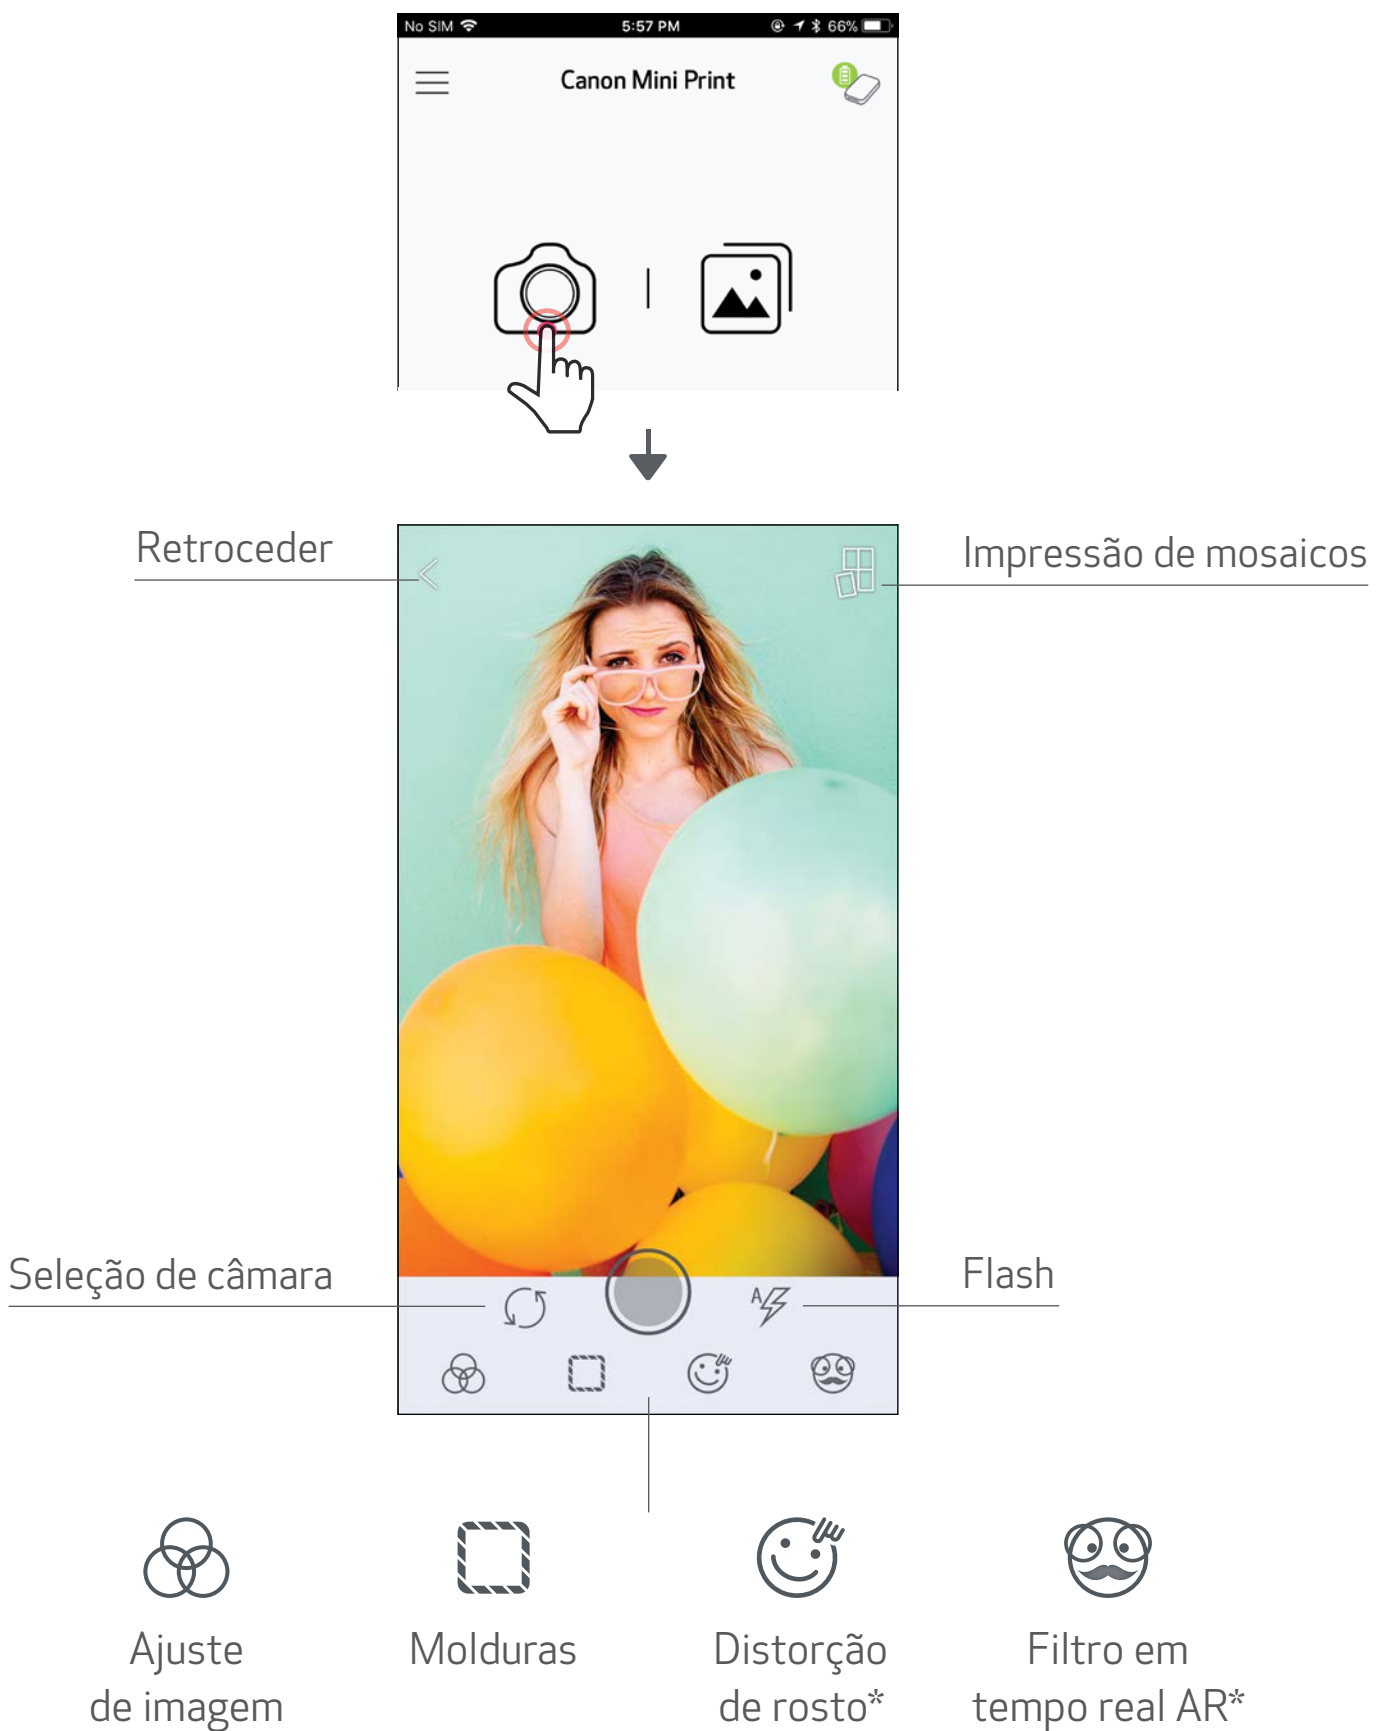 No SIM 5:57 PM 66%
Canon Mini Print
Retroceder
Impressão de mosaicos
Seleção de câmara
Flash
A
Ajuste
de imagem
Molduras
Distorção
de rosto*
Filtro em
tempo real AR*